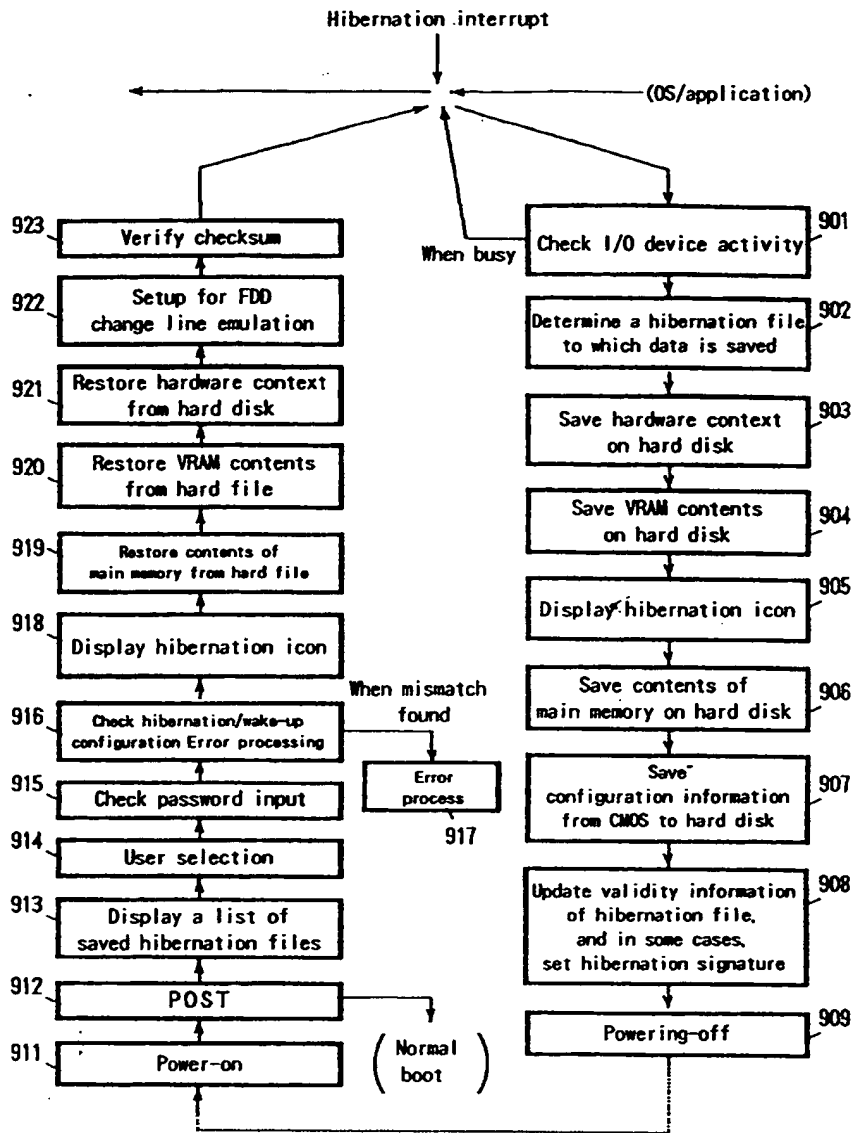 Hibernation interrupt
(OS/application)
When busy
901
Check I/O device activity
902
Determine a hibernation file
to which data is saved
903
Save hardware context
on hard disk
904
Save VRAM contents
on hard disk
905
Display hibernation icon
906
Save contents of
main memory on hard disk
907
Save
configuration information
from CMOS to hard disk
908
Update validity information
of hibernation file,
and in some cases,
set hibernation signature
909
Powering-off
911
Power-on
912
POST
(Normal
boot)
913
Display a list of
saved hibernation files
914
User selection
915
Check password input
916
Check hibernation/wake-up
configuration Error processing
When mismatch
found
Error
process
917
918
Display hibernation icon
919
Restore contents of
main memory from hard file
920
Restore VRAM contents
from hard file
921
Restore hardware context
from hard disk
922
Setup for FDD
change line emulation
923
Verify checksum